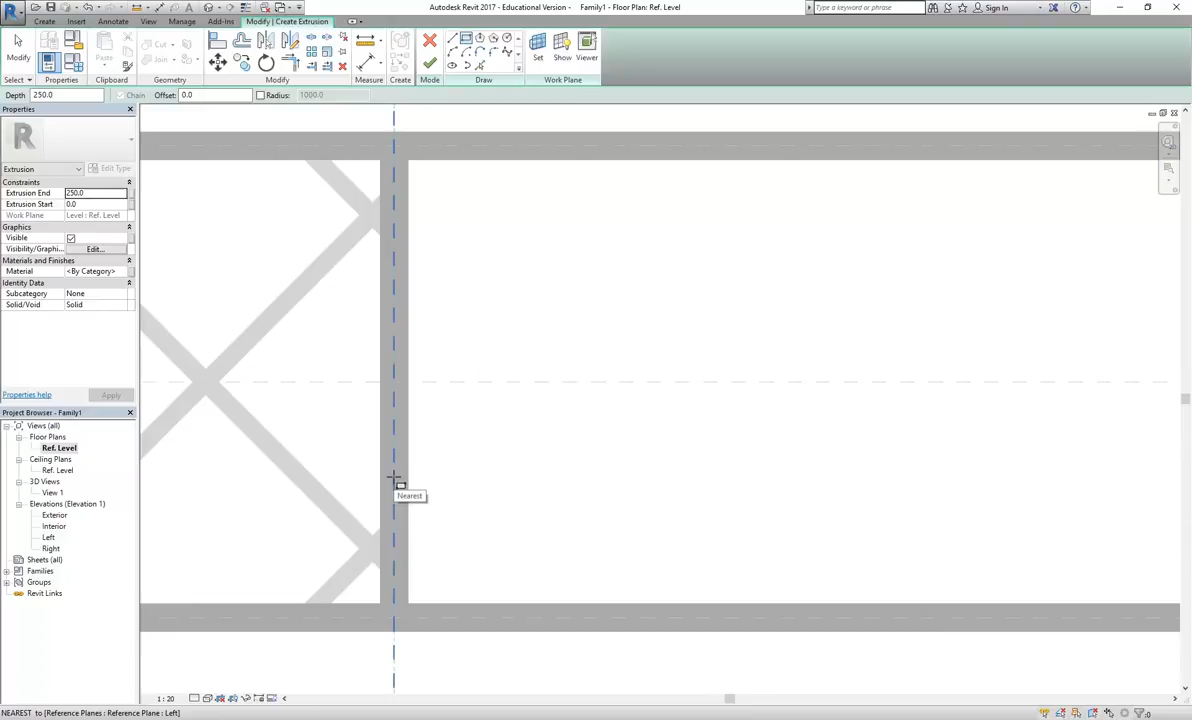 Autodesk Revit 2017 - Educational Version - Family1 - Floor Plan: Ref. Level
Type a keyword or phrase
Sign In
Create
Insert
Annotate
View
Manage
Add-Ins
Modify | Create Extrusion
Modify
Paste
Cut
Join
Set
Show
Viewer
Select
Properties
Clipboard
Geometry
Modify
Measure
Create
Mode
Draw
Work Plane
Depth
250.0
Chain
Offset:
0.0
Radius:
1000.0
Properties
Extrusion
Edit Type
Constraints
Extrusion End
250.0
Extrusion Start
0.0
Work Plane
Level : Ref. Level
Graphics
Visible
Visibility/Graphi...
Edit...
Materials and Finishes
Material
<By Category>
Identity Data
Subcategory
None
Solid/Void
Solid
Properties help
Apply
Project Browser - Family1
Views (all)
Floor Plans
Ref. Level
Ceiling Plans
Ref. Level
3D Views
View 1
Elevations (Elevation 1)
Exterior
Interior
Left
Right
Sheets (all)
Families
Groups
Revit Links
Nearest
1 : 20
NEAREST to [Reference Planes : Reference Plane : Left]
:0